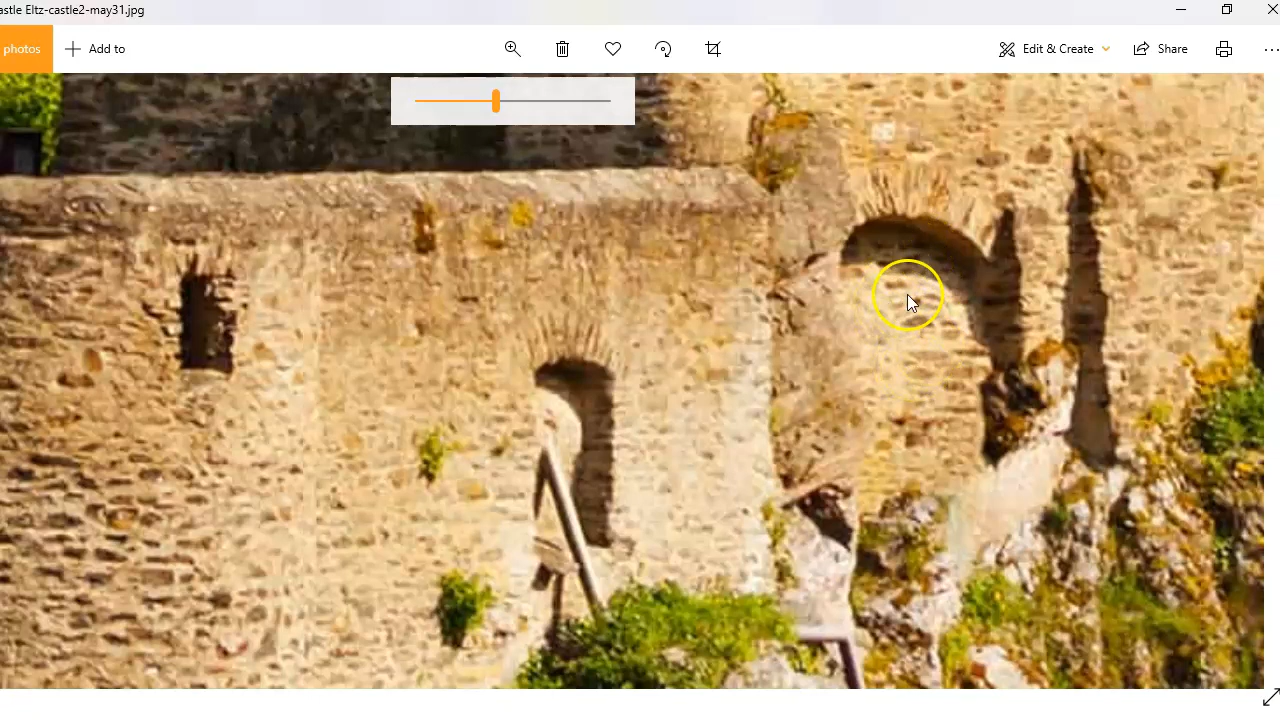 astle Eltz-castle2-may31.jpg
photos
Add to
Edit & Create
Share